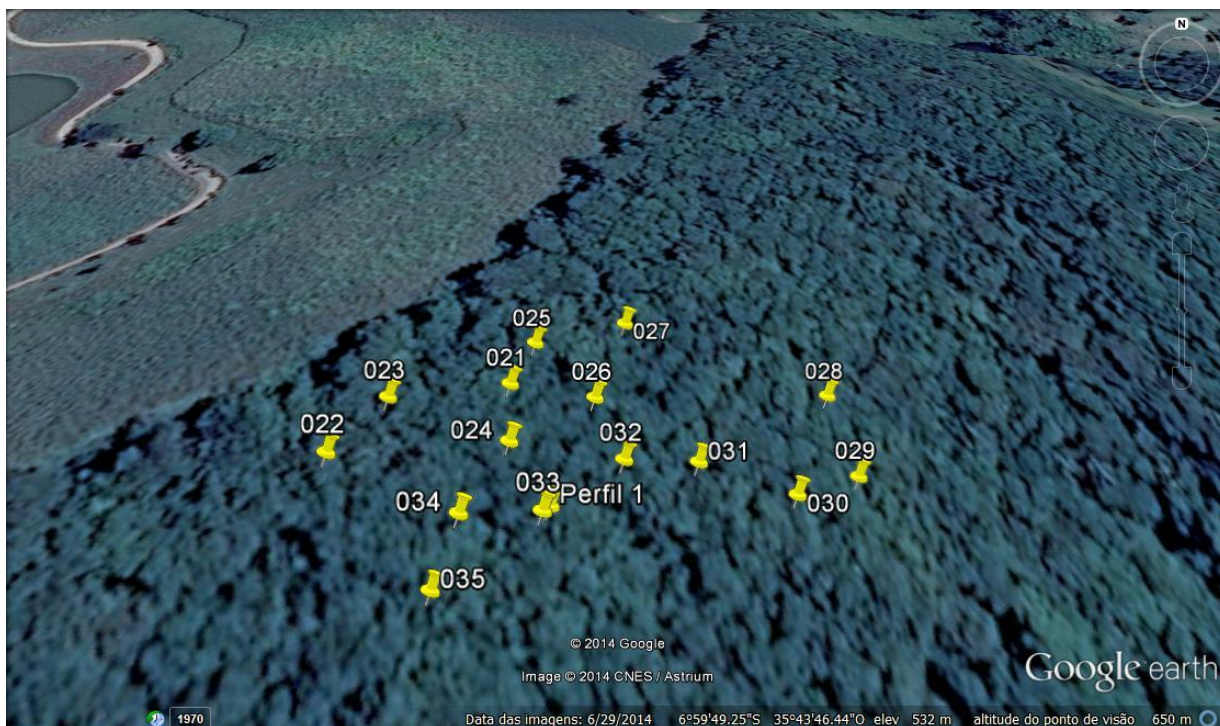 N
025
027
021
023
026
028
022
024
032
031
029
033
Perfil 1
034
030
035
© 2014 Google
Image © 2014 CNES / Astrium
Google earth
1970
Data das imagens: 6/29/2014 6°59'49.25"S 35°43'46.44"O elev 532 m altitude do ponto de visão 650 m